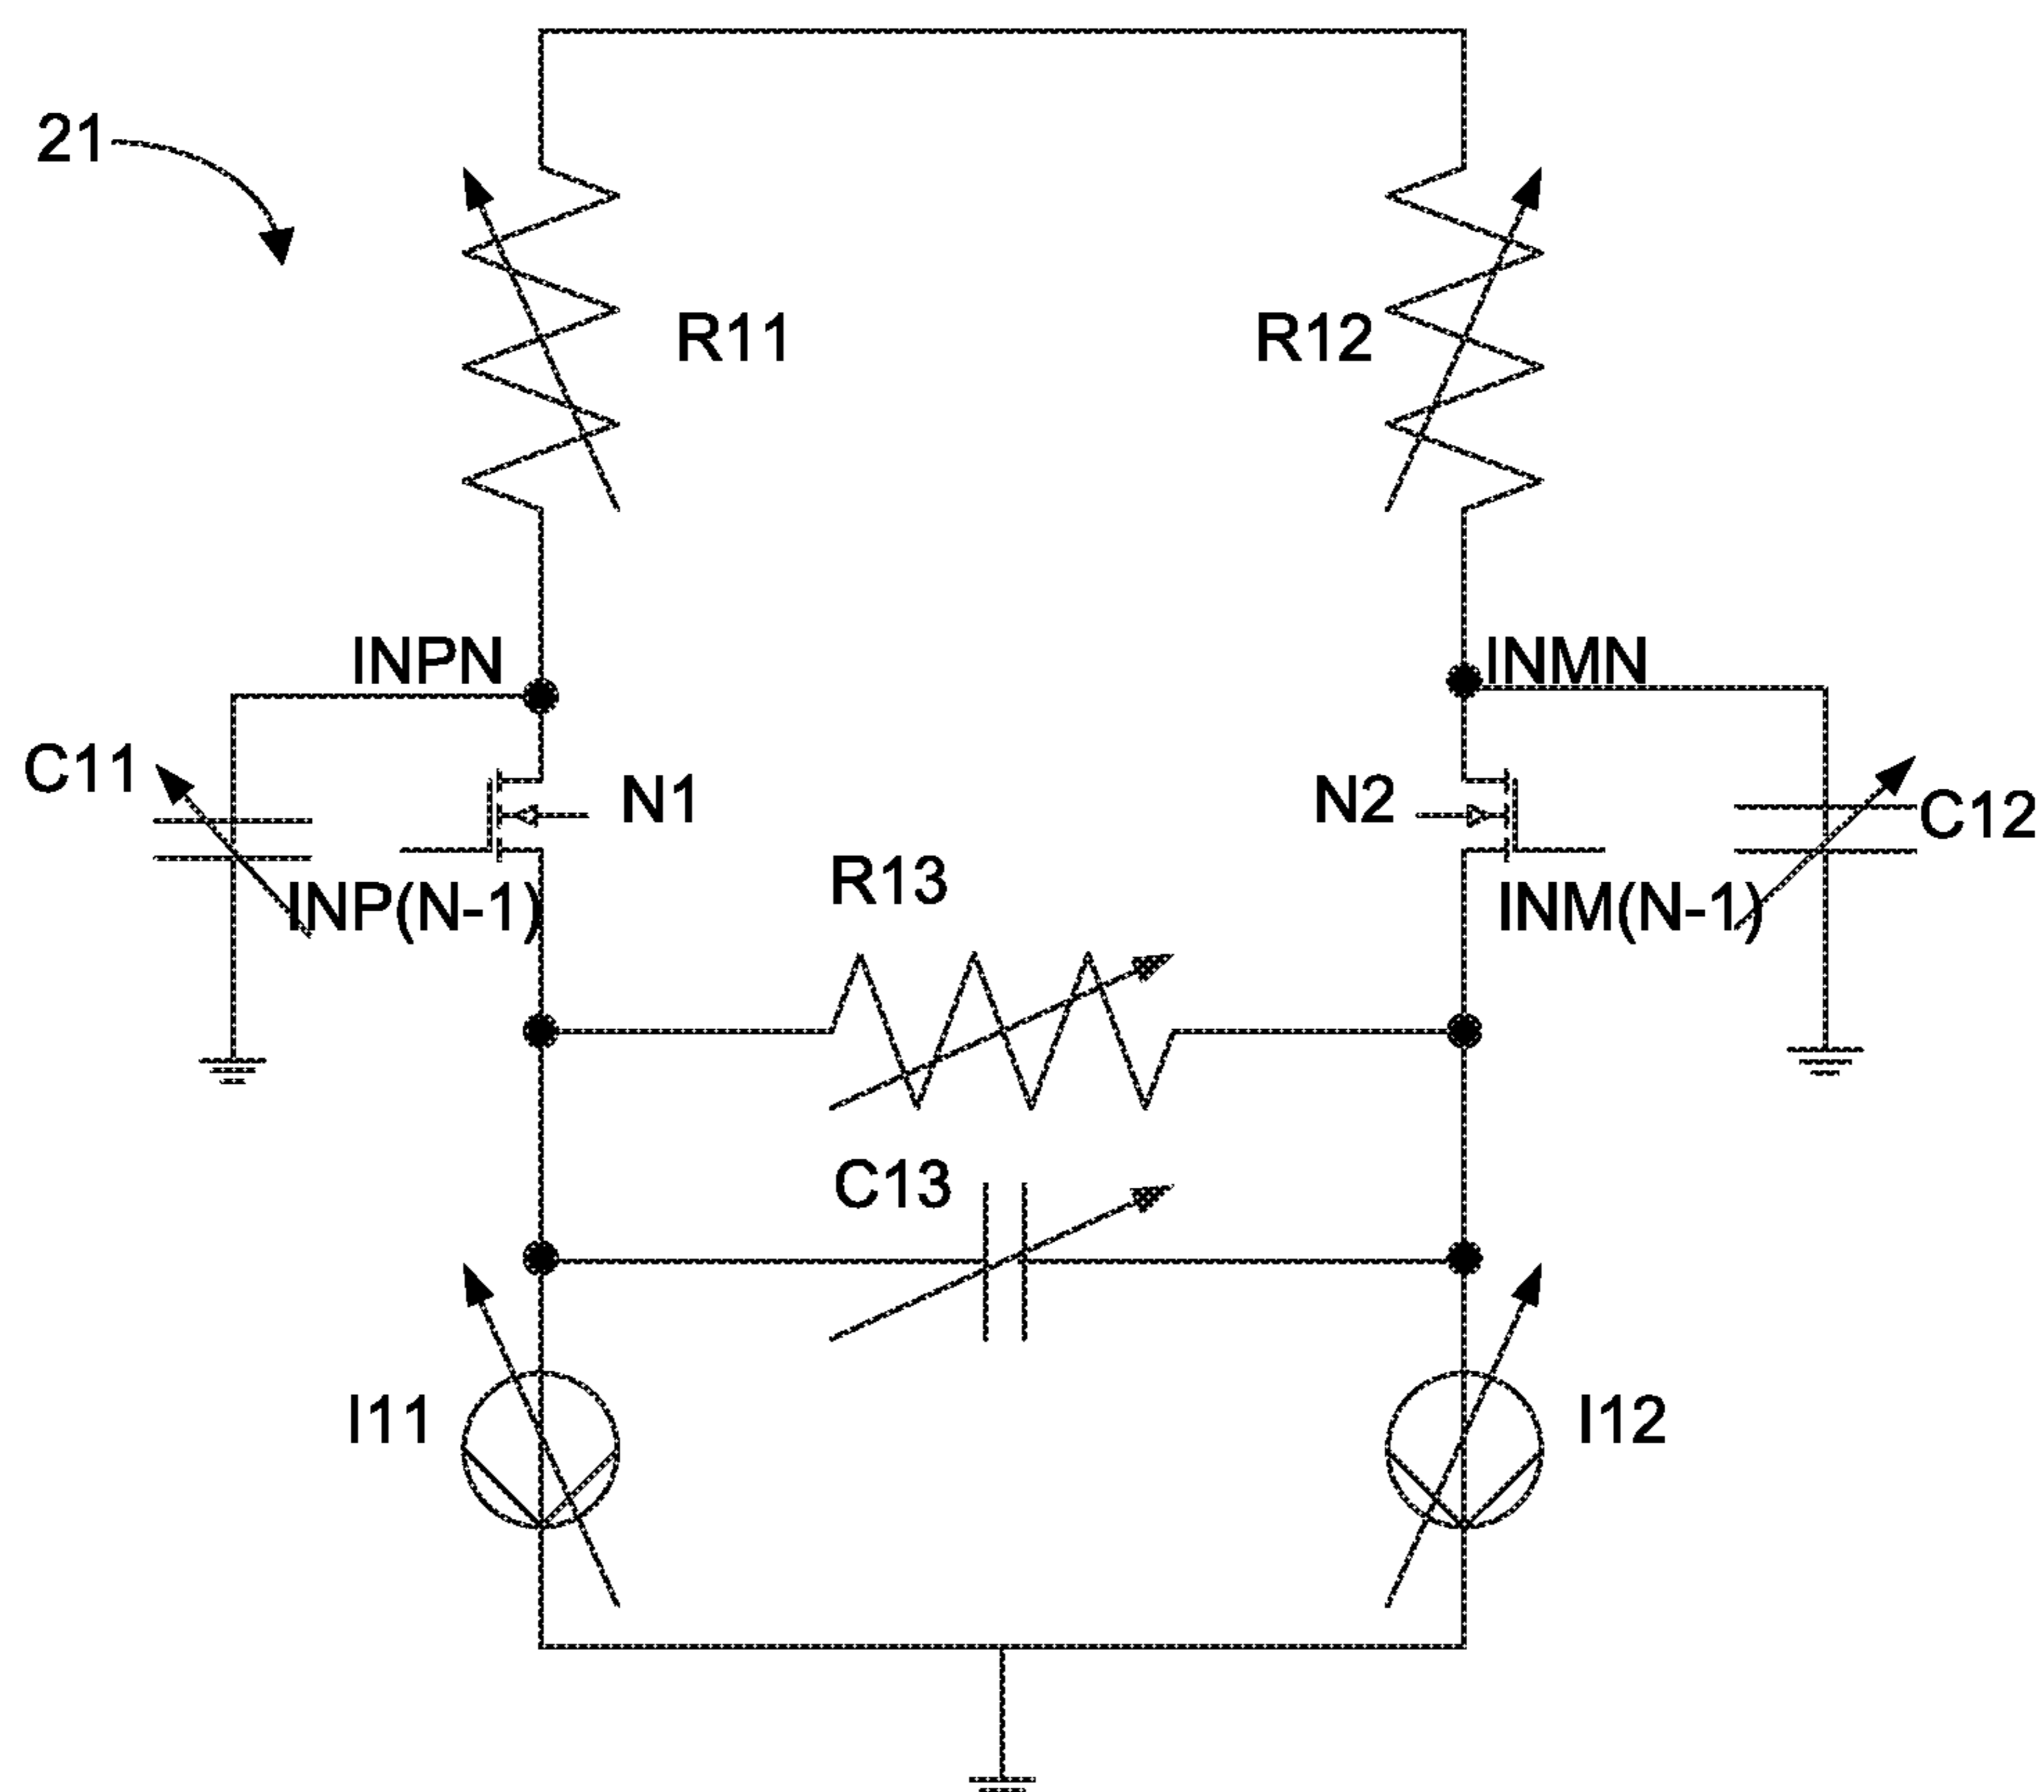 21
R11
R12
INPN
INMN
C11
N1
N2
C12
R13
INP(N-1)
INM(N-1)
C13
I11
I12